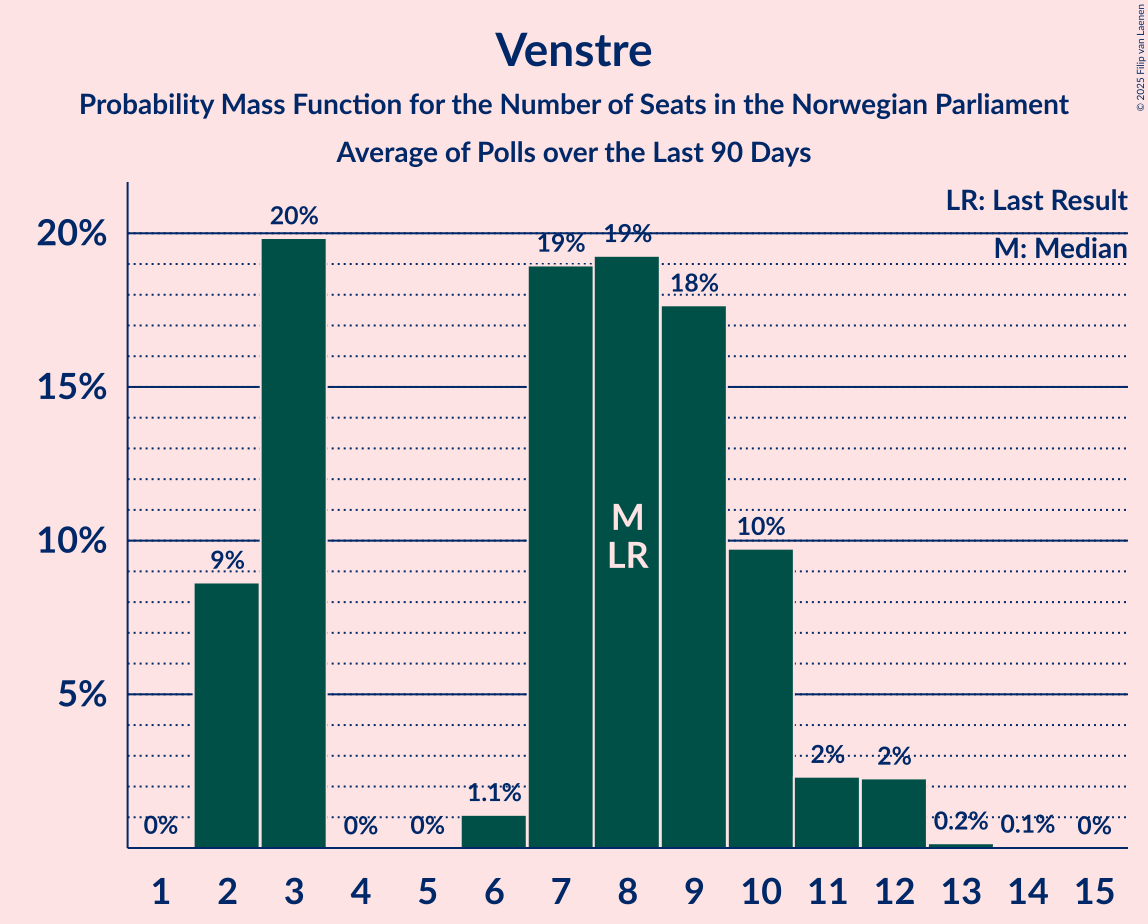 Venstre
Probability Mass Function for the Number of Seats in the Norwegian Parliament
Average of Polls over the Last 90 Days
© 2025 Filip van Laenen
LR: Last Result
M: Median
20%
15%
10%
5%
0% 9% 20% 0% 0% 1.1% 19% 19% 18% 10% 2% 2% 0.2% 0.1% 0%
M
LR
1 2 3 4 5 6 7 8 9 10 11 12 13 14 15